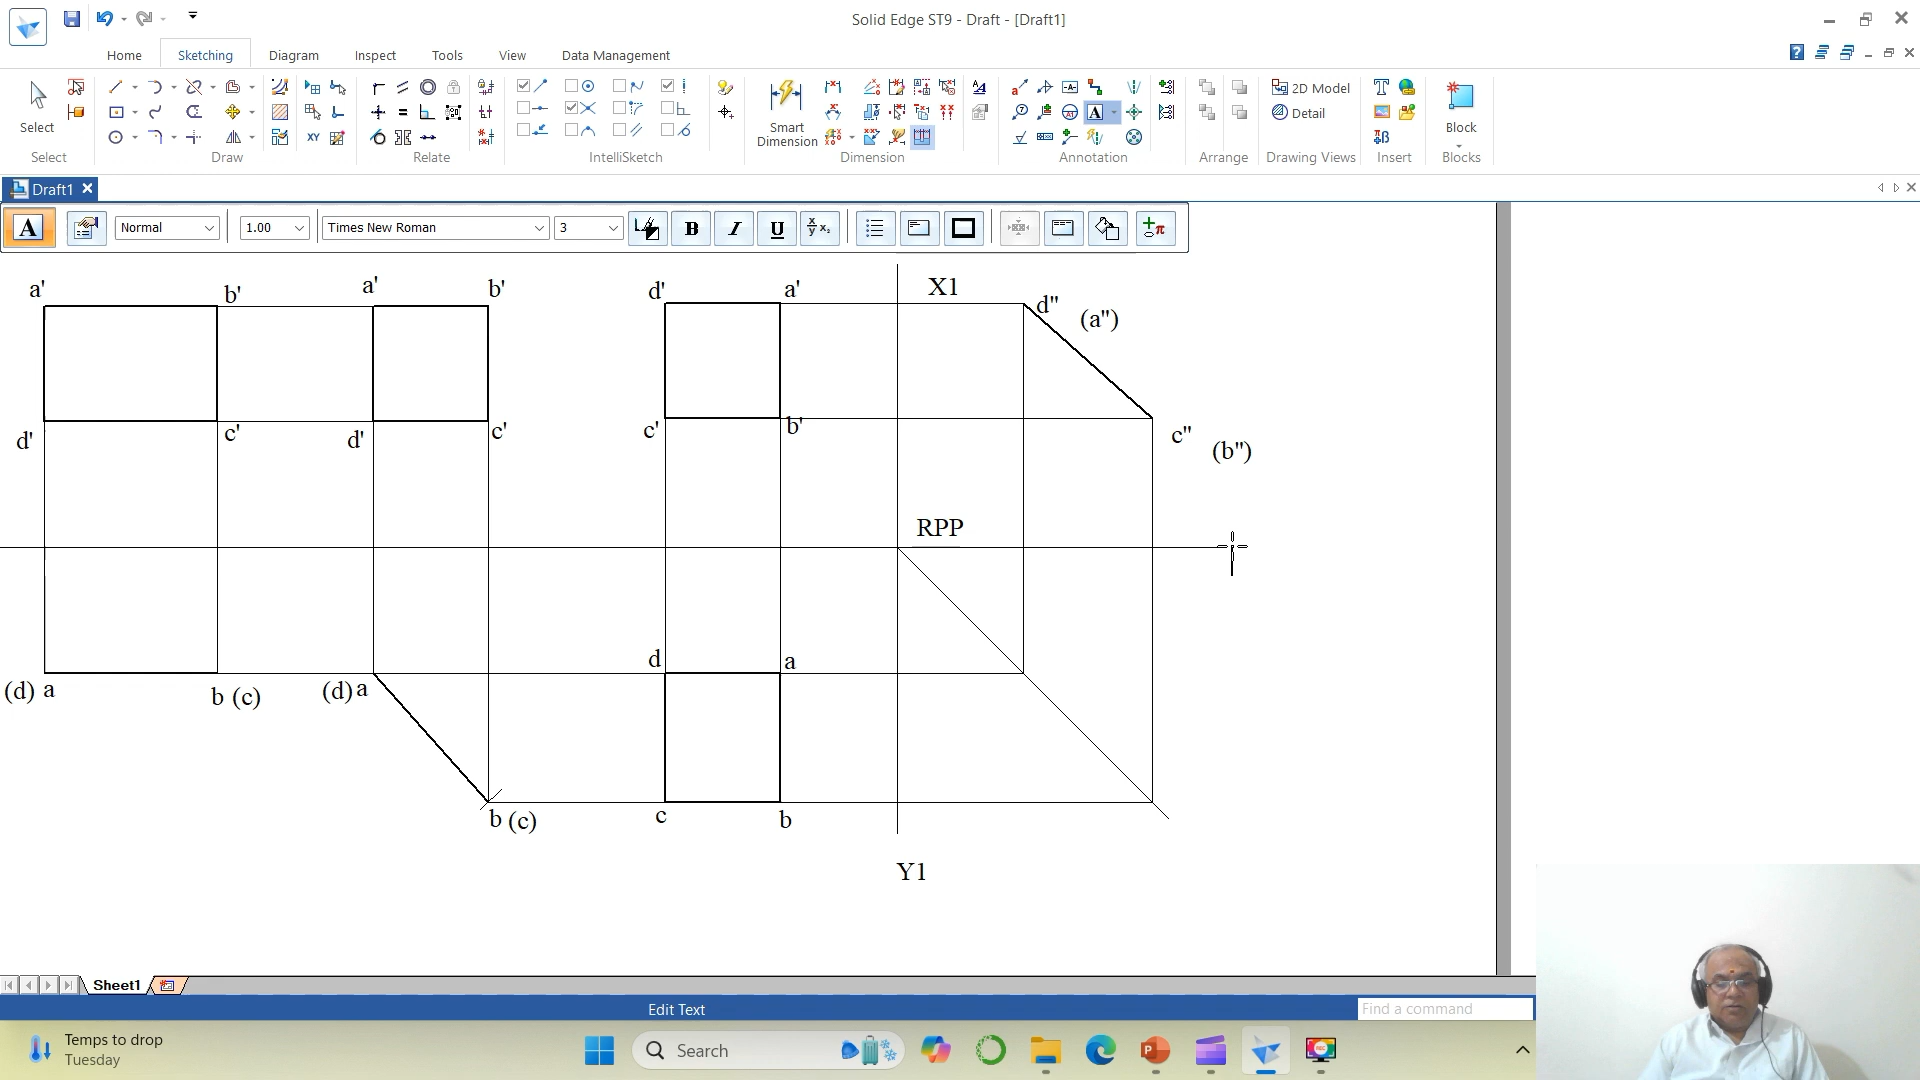 Solid Edge ST9 - Draft - [Draft1]
Home Sketching Diagram Inspect Tools View Data Management
Select
Smart
Dimension
2D Model
Detail
Block
Select Draw Relate IntelliSketch Dimension Annotation Arrange Drawing Views Insert Blocks
Draft1
A Normal 1.00 Times New Roman 3 B I U
a' b' a' b' d' a' X1 d" (a")
d' c' d' c' c' b' c" (b")
RPP
d a
(d) a b (c) (d) a
b (c) c b
Y1
Sheet1
Edit Text
Find a command
Temps to drop
Tuesday
Search